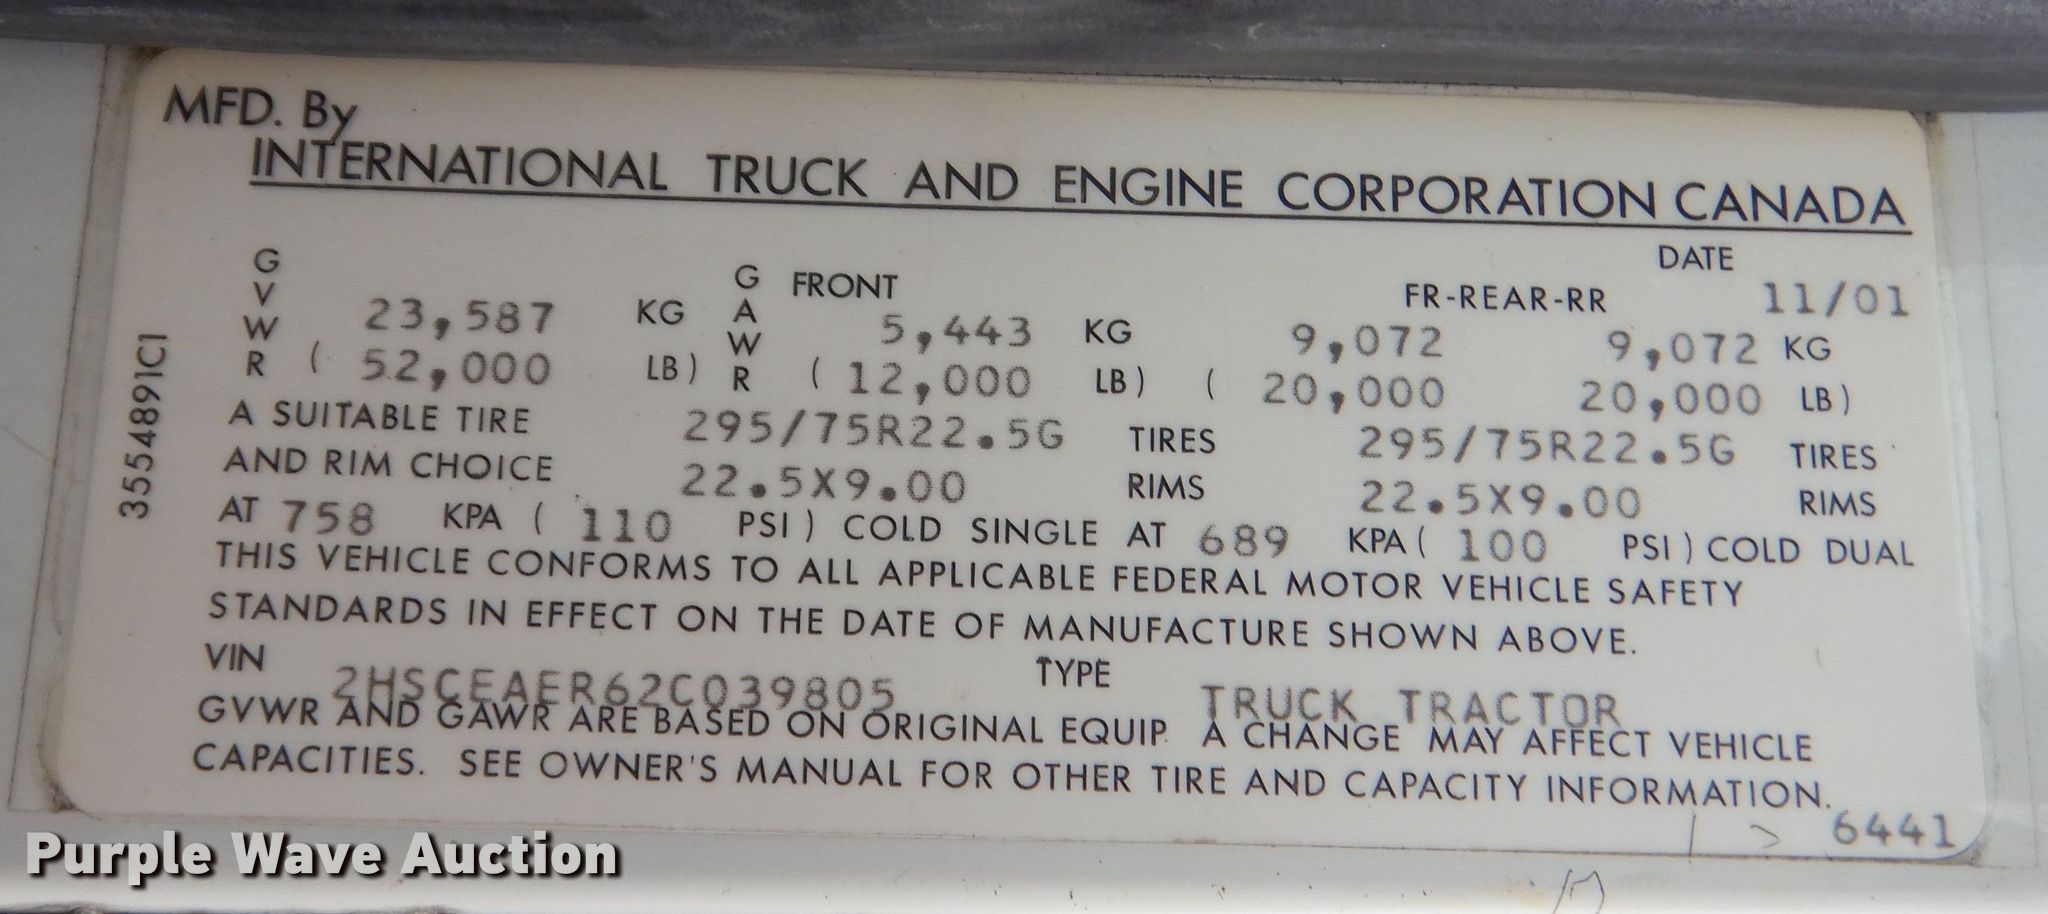 MFD. By
INTERNATIONAL TRUCK AND ENGINE CORPORATION CANADA
DATE
GVWR GAWR FRONT FR-REAR-RR 11/01
23,587 KG 5,443 KG 9,072 9,072 KG
( 52,000 LB) ( 12,000 LB) ( 20,000 20,000 LB)
A SUITABLE TIRE 295/75R22.5G TIRES 295/75R22.5G TIRES
AND RIM CHOICE 22.5X9.00 RIMS 22.5X9.00 RIMS
AT 758 KPA ( 110 PSI) COLD SINGLE AT 689 KPA( 100 PSI) COLD DUAL
THIS VEHICLE CONFORMS TO ALL APPLICABLE FEDERAL MOTOR VEHICLE SAFETY
STANDARDS IN EFFECT ON THE DATE OF MANUFACTURE SHOWN ABOVE.
VIN 2HSCEAER62C039805 TYPE TRUCK TRACTOR
GVWR AND GAWR ARE BASED ON ORIGINAL EQUIP. A CHANGE MAY AFFECT VEHICLE
CAPACITIES. SEE OWNER'S MANUAL FOR OTHER TIRE AND CAPACITY INFORMATION.
6441
3554891C1
Purple Wave Auction